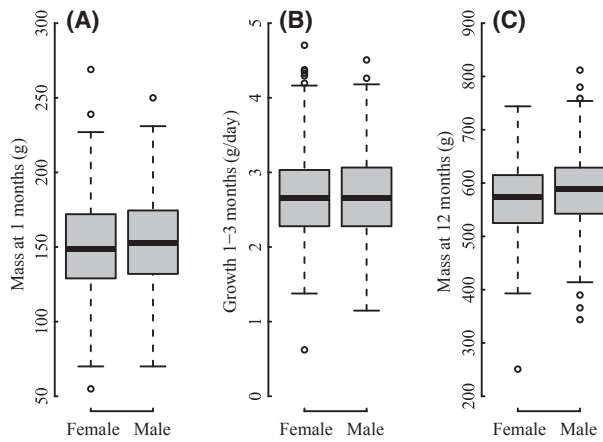 (A)
Mass at 1 months (g)
300
250
200
150
100
50
Female Male
(B)
Growth 1–3 months (g/day)
5
4
3
2
1
0
Female Male
(C)
Mass at 12 months (g)
900
800
700
600
500
400
300
200
Female Male